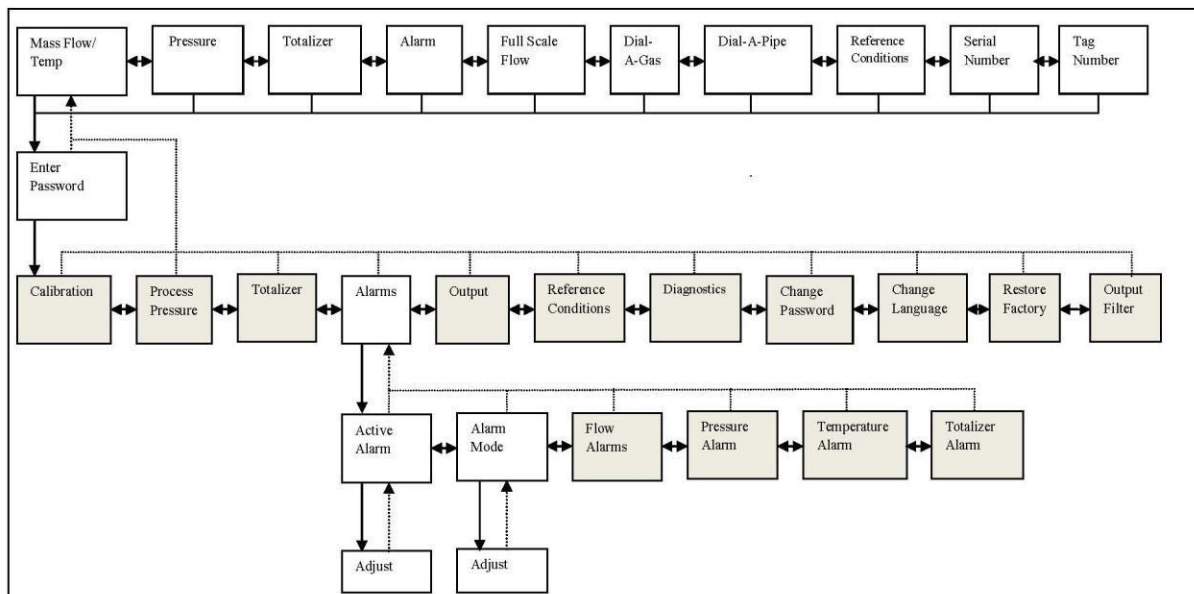 Mass Flow/
Temp
Pressure
Totalizer
Alarm
Full Scale
Flow
Dial-
A-Gas
Dial-A-Pipe
Reference
Conditions
Serial
Number
Tag
Number
Enter
Password
Calibration
Process
Pressure
Totalizer
Alarms
Output
Reference
Conditions
Diagnostics
Change
Password
Change
Language
Restore
Factory
Output
Filter
Active
Alarm
Alarm
Mode
Flow
Alarms
Pressure
Alarm
Temperature
Alarm
Totalizer
Alarm
Adjust
Adjust